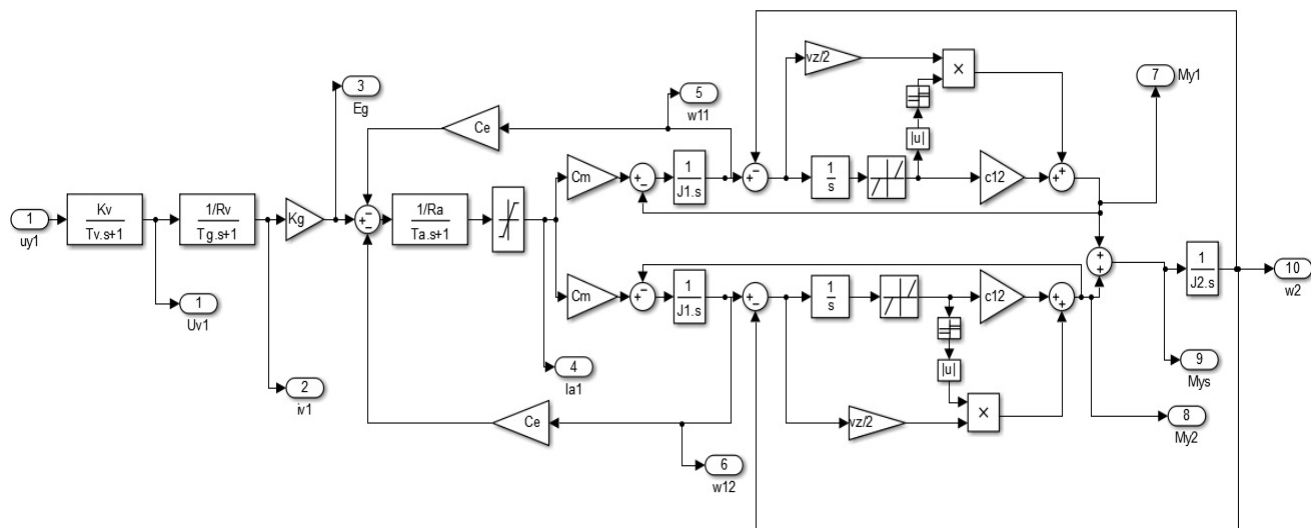 vz/2
×
3
Eg
5
w11
7
My1
Ce
|u|
Cm
1
J1.s
1
s
c12
1
uy1
Kv
Tv.s+1
1/Rv
Tg.s+1
Kg
1/Ra
Ta.s+1
1
J2.s
10
w2
1
Uv1
Cm
1
J1.s
1
s
c12
2
iv1
4
Ia1
|u|
9
Mys
Ce
vz/2
×
8
My2
6
w12